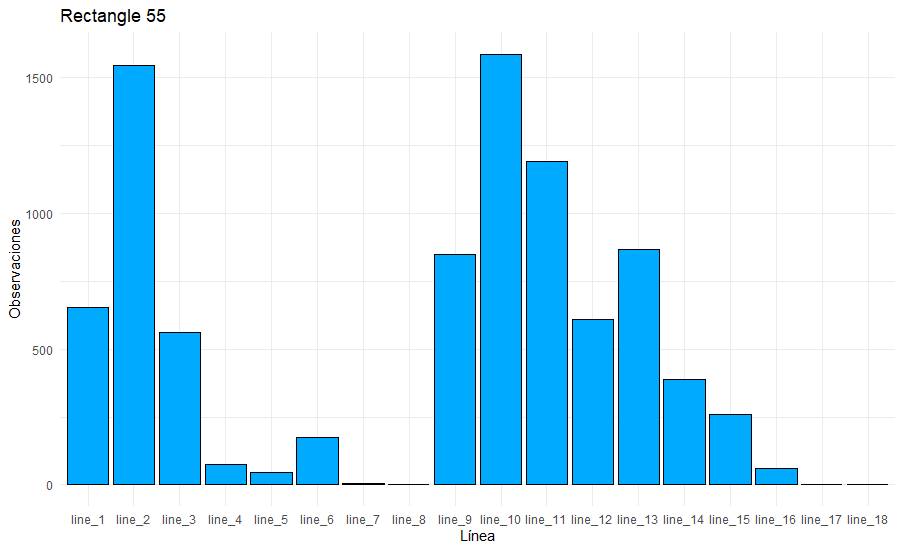 Rectangle 55
1500
1000
500
0
Observaciones
line_1 line_2 line_3 line_4 line_5 line_6 line_7 line_8 line_9 line_10 line_11 line_12 line_13 line_14 line_15 line_16 line_17 line_18
Línea